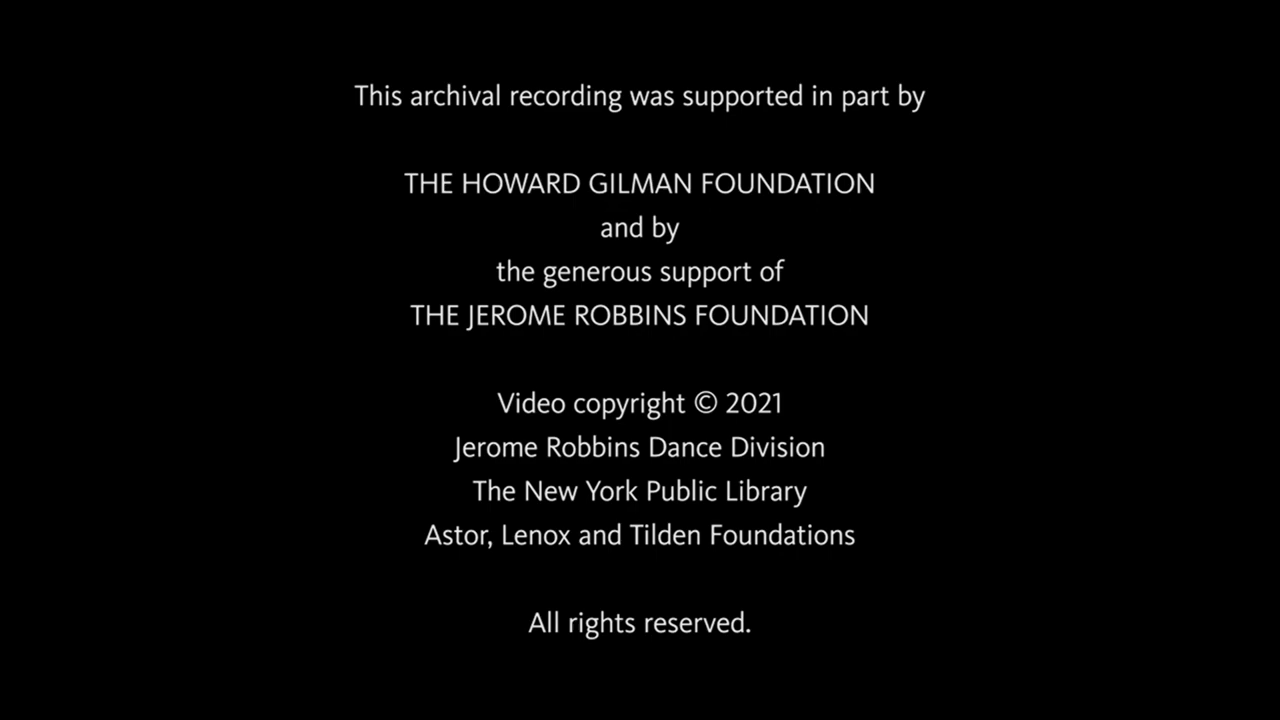 This archival recording was supported in part by
THE HOWARD GILMAN FOUNDATION
and by
the generous support of
THE JEROME ROBBINS FOUNDATION
Video copyright © 2021
Jerome Robbins Dance Division
The New York Public Library
Astor, Lenox and Tilden Foundations
All rights reserved.